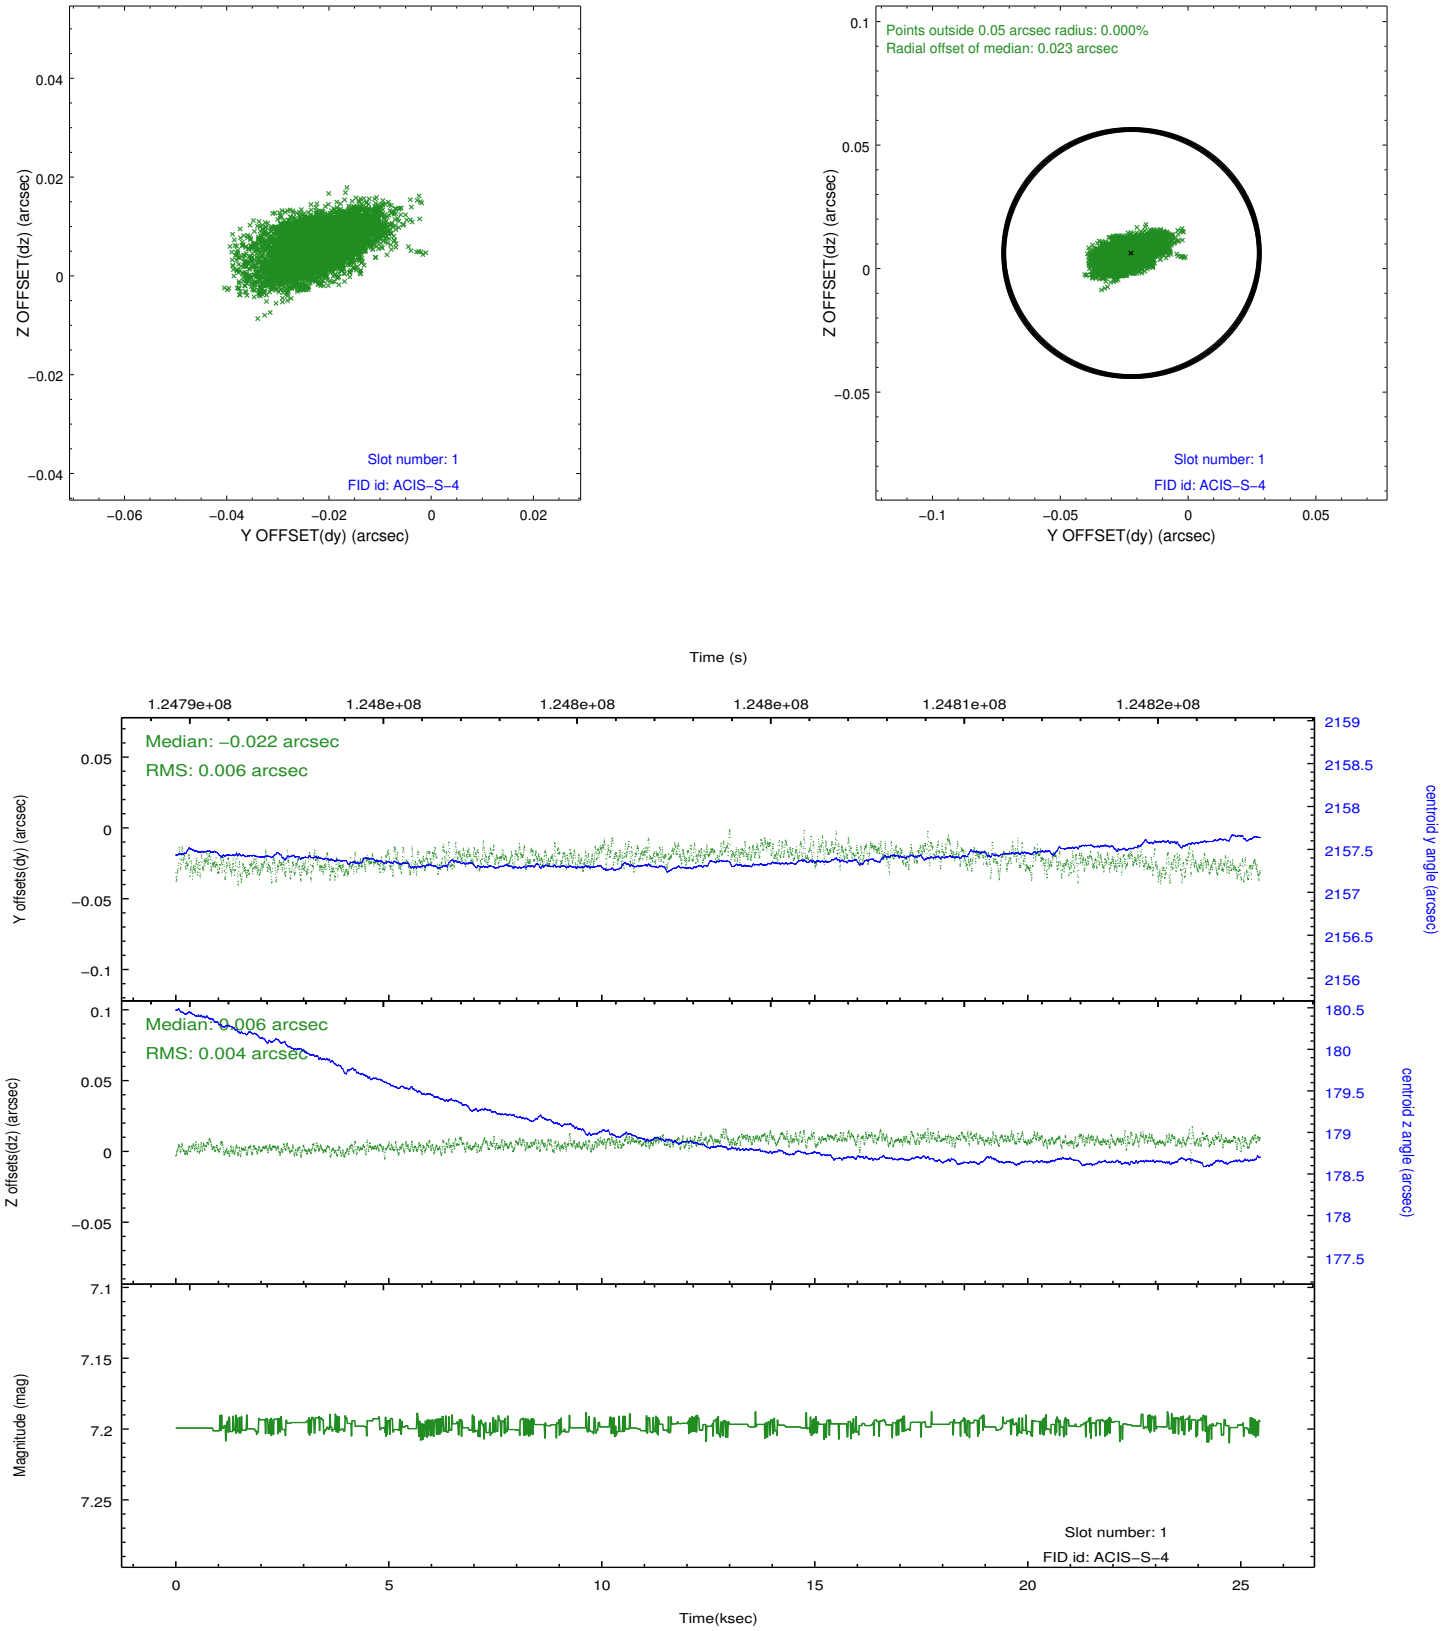 0.04
0.02
0
−0.02
−0.04
Z OFFSET(dz) (arcsec)
Slot number: 1
FID id: ACIS−S−4
−0.06
−0.04
−0.02
0
0.02
Y OFFSET(dy) (arcsec)
Points outside 0.05 arcsec radius: 0.000%
Radial offset of median: 0.023 arcsec
0.1
0.05
0
−0.05
Z OFFSET(dz) (arcsec)
Slot number: 1
FID id: ACIS−S−4
−0.1
−0.05
0
0.05
Y OFFSET(dy) (arcsec)
Time (s)
1.2479e+08
1.248e+08
1.248e+08
1.248e+08
1.2481e+08
1.2482e+08
Median: −0.022 arcsec
RMS: 0.006 arcsec
0.05
0
−0.05
−0.1
Y offsets(dy) (arcsec)
2159
2158.5
2158
2157.5
2157
2156.5
2156
centroid y angle (arcsec)
Median: 0.006 arcsec
RMS: 0.004 arcsec
0.1
0.05
0
−0.05
Z offsets(dz) (arcsec)
180.5
180
179.5
179
178.5
178
177.5
centroid z angle (arcsec)
7.1
7.15
7.2
7.25
Magnitude (mag)
Slot number: 1
FID id: ACIS−S−4
0
5
10
15
20
25
Time(ksec)